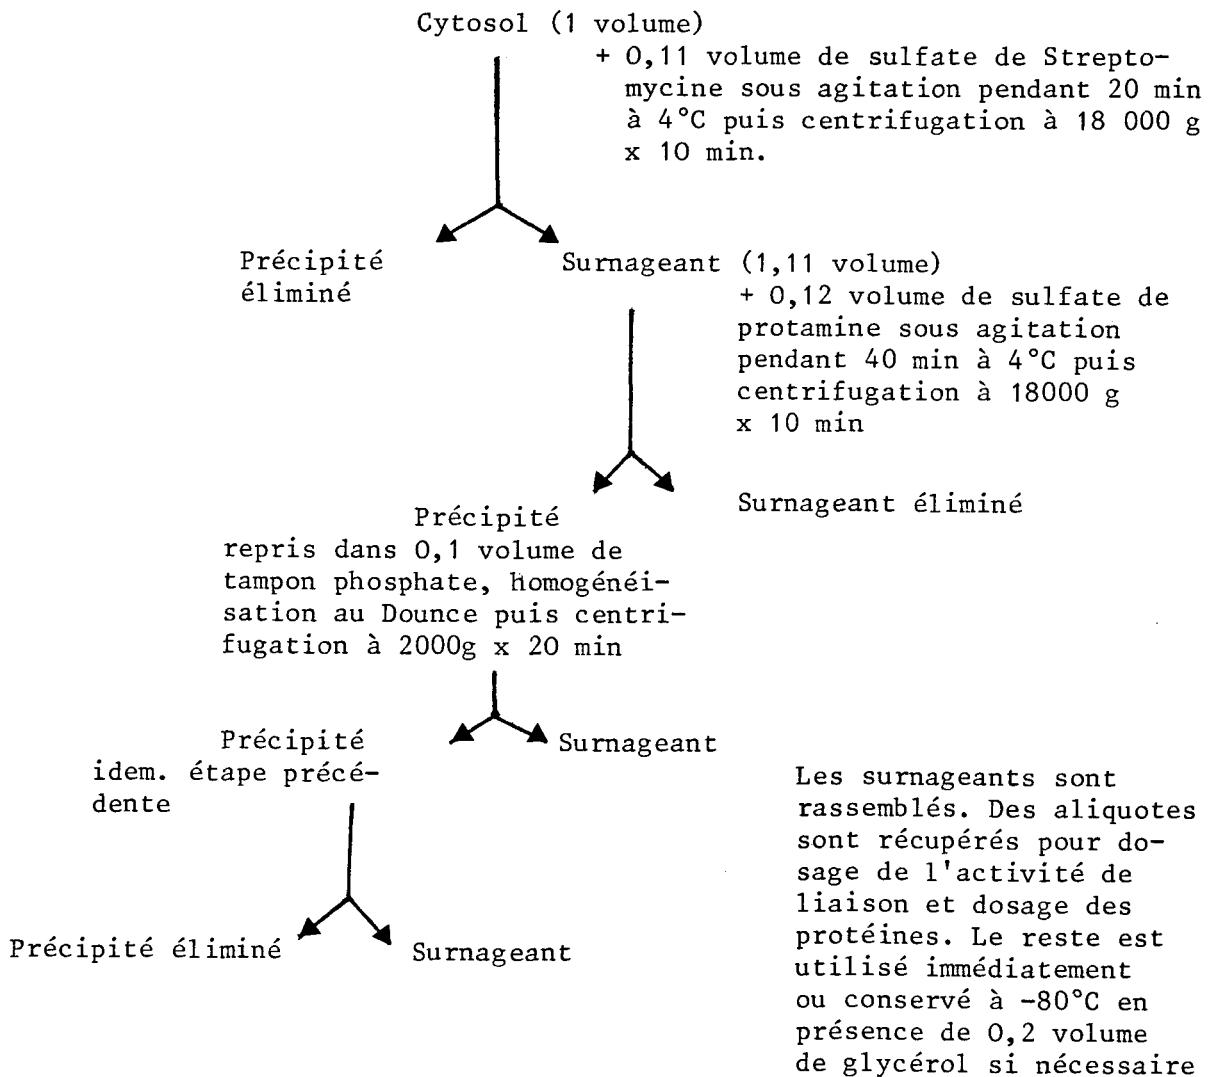 Cytosol (1 volume)
+ 0,11 volume de sulfate de Strepto-
mycine sous agitation pendant 20 min
à 4°C puis centrifugation à 18 000 g
x 10 min.
Précipité
éliminé
Surnageant (1,11 volume)
+ 0,12 volume de sulfate de
protamine sous agitation
pendant 40 min à 4°C puis
centrifugation à 18000 g
x 10 min
Surnageant éliminé
Précipité
repris dans 0,1 volume de
tampon phosphate, homogénéi-
sation au Dounce puis centri-
fugation à 2000g x 20 min
Précipité
idem. étape précé-
dente
Surnageant
Précipité éliminé
Surnageant
Les surnageants sont
rassemblés. Des aliquotes
sont récupérés pour do-
sage de l'activité de
liaison et dosage des
protéines. Le reste est
utilisé immédiatement
ou conservé à -80°C en
présence de 0,2 volume
de glycérol si nécessaire